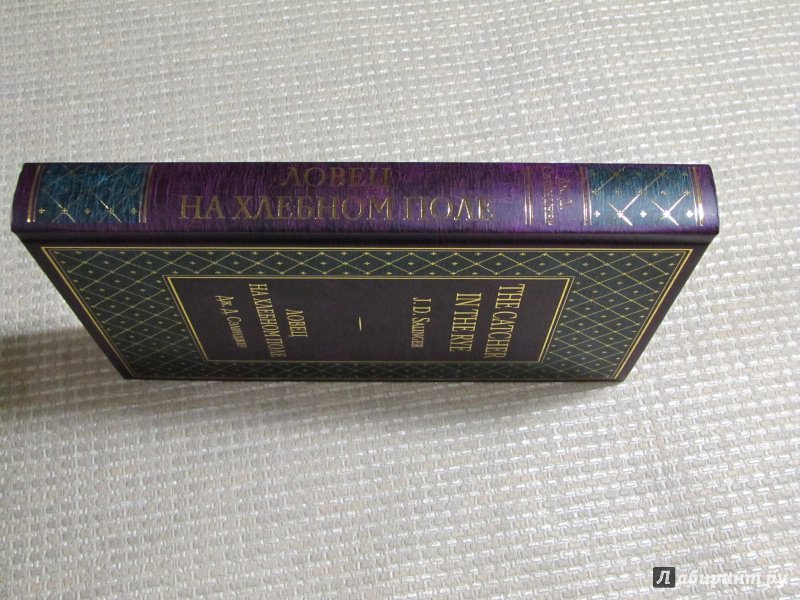 ЛОВЕЦ
НА ХЛЕБНОМ ПОЛЕ
THE CATCHER
IN THE RYE
J. D. SALINGER
ЛОВЕЦ
НА ХЛЕБНОМ ПОЛЕ
Дж. Д. СЭЛИНДЖЕР
Лабиринт.ру